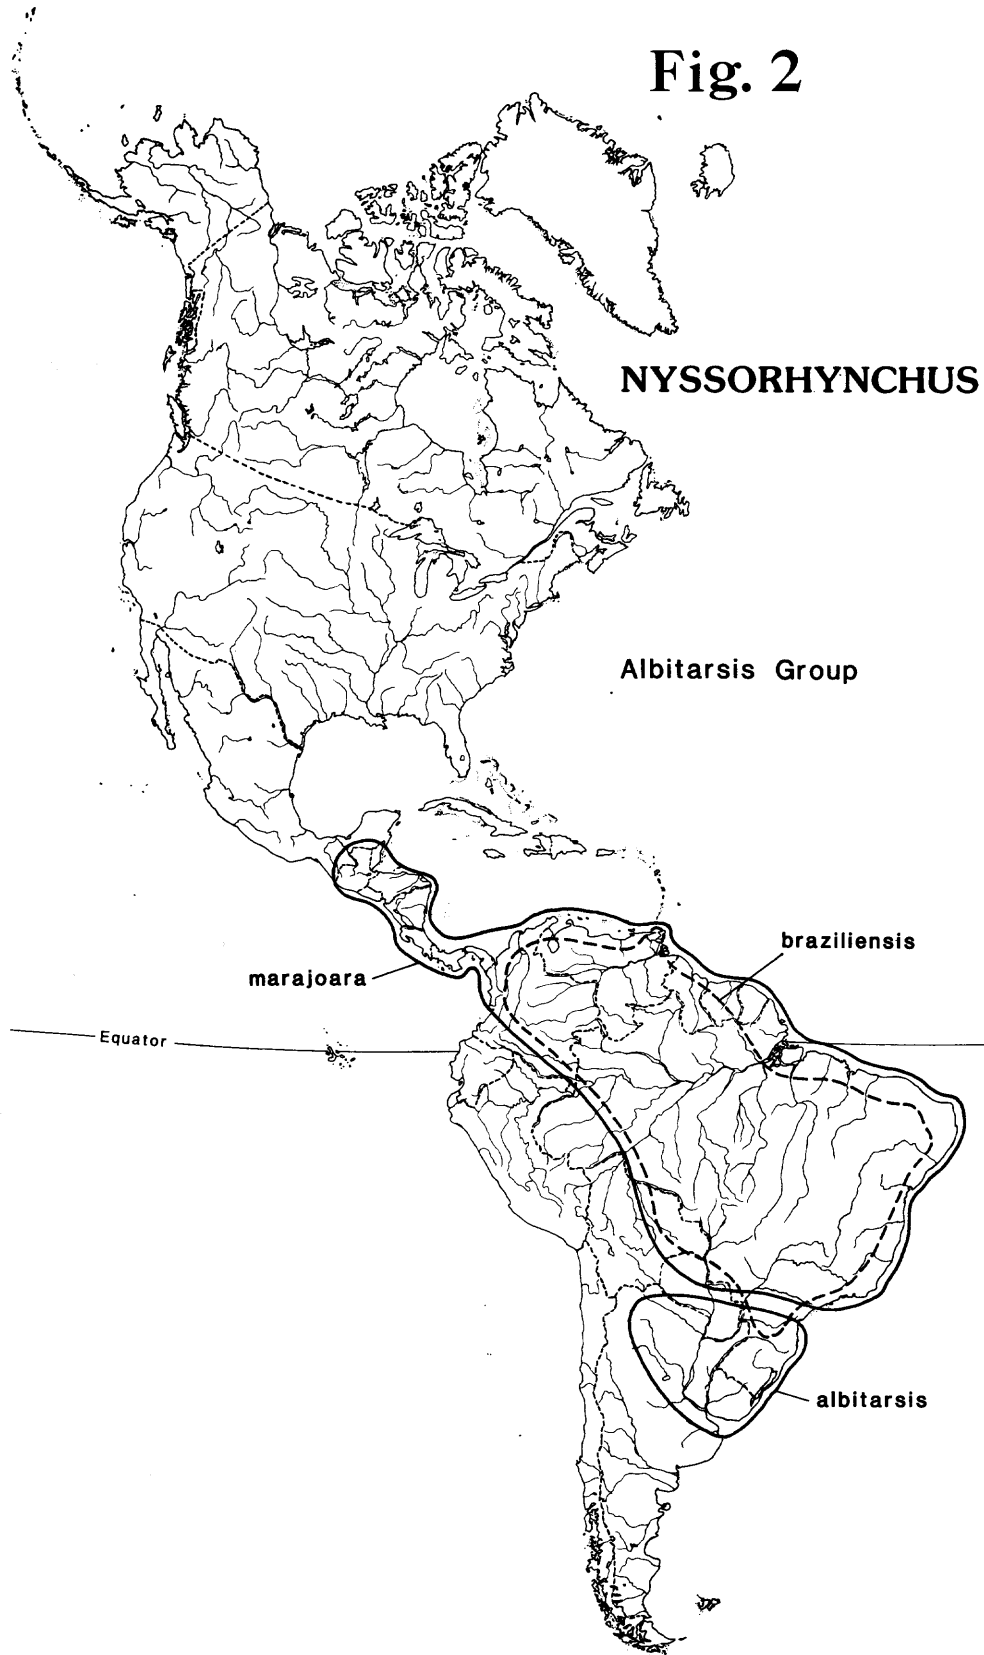 Fig. 2
NYSSORHYNCHUS
Albitarsis Group
braziliensis
marajoara
Equator
albitarsis